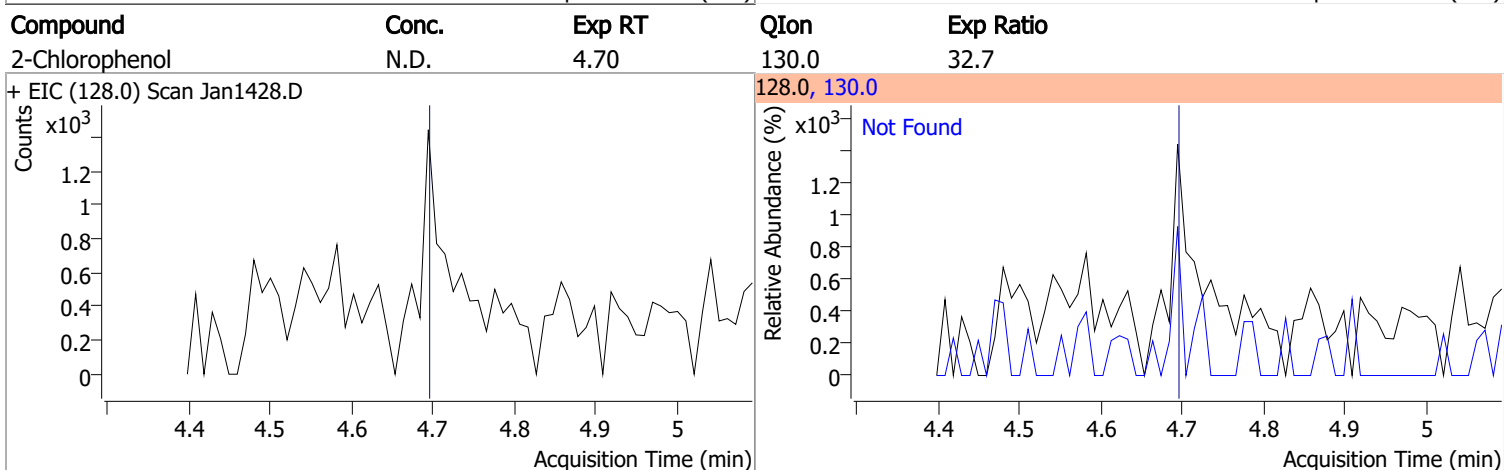 Compound Conc. Exp RT QIon Exp Ratio
2-Chlorophenol N.D. 4.70 130.0 32.7
+ EIC (128.0) Scan Jan1428.D
Counts
x10³
1.2
1
0.8
0.6
0.4
0.2
0
4.4 4.5 4.6 4.7 4.8 4.9 5
Acquisition Time (min)
128.0, 130.0
Relative Abundance (%)
x10³
Not Found
1.2
1
0.8
0.6
0.4
0.2
0
4.4 4.5 4.6 4.7 4.8 4.9 5
Acquisition Time (min)